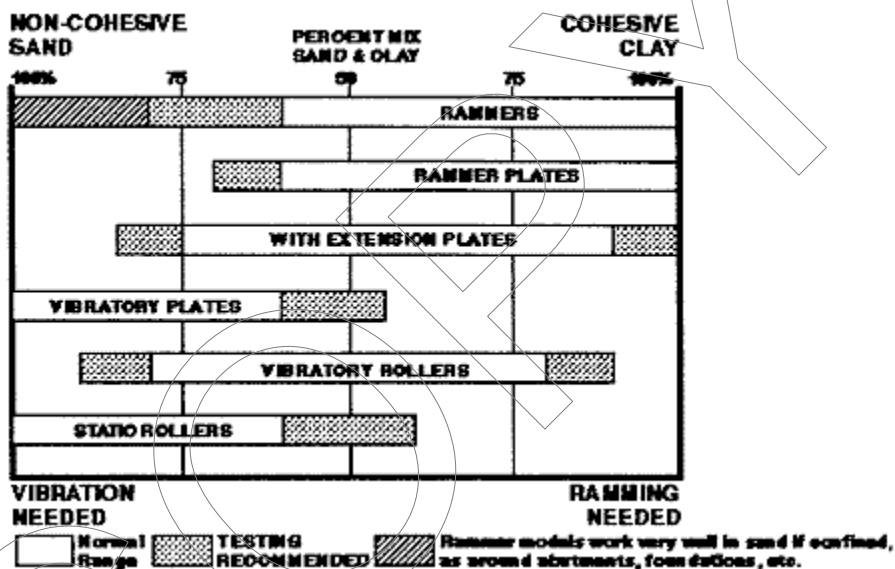 NON-COHESIVE
SAND
PERCENT MIX
SAND & CLAY
COHESIVE
CLAY
100% 75 50 75 100%
RAMMERS
RAMMER PLATES
WITH EXTENSION PLATES
VIBRATORY PLATES
VIBRATORY ROLLERS
STATIC ROLLERS
VIBRATION
NEEDED
RAMMING
NEEDED
Normal
Range
TESTING
RECOMMENDED
Rammer models work very well in sand if confined,
as around abutments, foundations, etc.